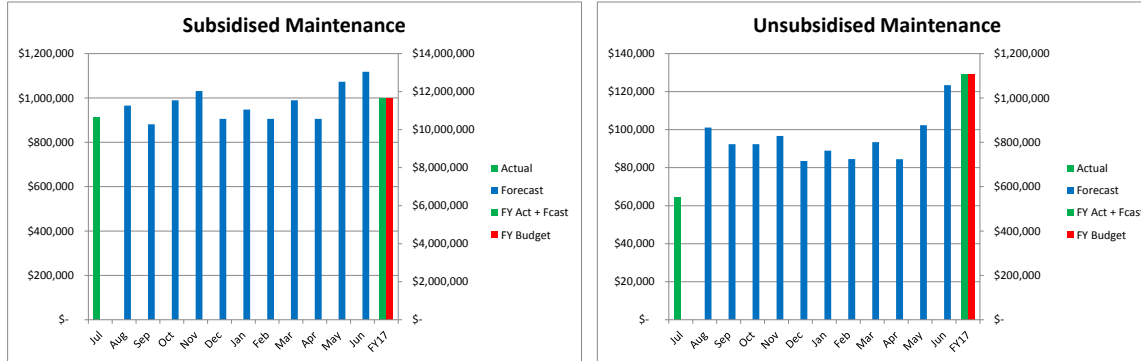 Subsidised Maintenance
$1,200,000
$1,000,000
$800,000
$600,000
$400,000
$200,000
$-
$14,000,000
$12,000,000
$10,000,000
$8,000,000
$6,000,000
$4,000,000
$2,000,000
$-
Jul Aug Sep Oct Nov Dec Jan Feb Mar Apr May Jun FY17
Actual
Forecast
FY Act + Fcast
FY Budget
Unsubsidised Maintenance
$140,000
$120,000
$100,000
$80,000
$60,000
$40,000
$20,000
$-
$1,200,000
$1,000,000
$800,000
$600,000
$400,000
$200,000
$-
Jul Aug Sep Oct Nov Dec Jan Feb Mar Apr May Jun FY17
Actual
Forecast
FY Act + Fcast
FY Budget